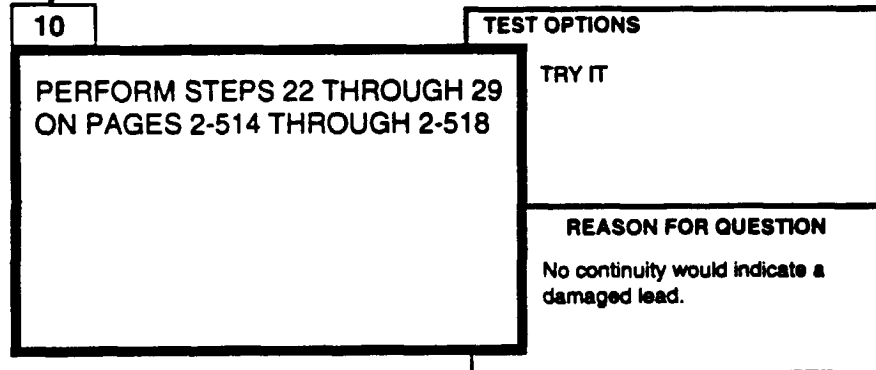 10
PERFORM STEPS 22 THROUGH 29
ON PAGES 2-514 THROUGH 2-518
TEST OPTIONS
TRY IT
REASON FOR QUESTION
No continuity would indicate a
damaged lead.